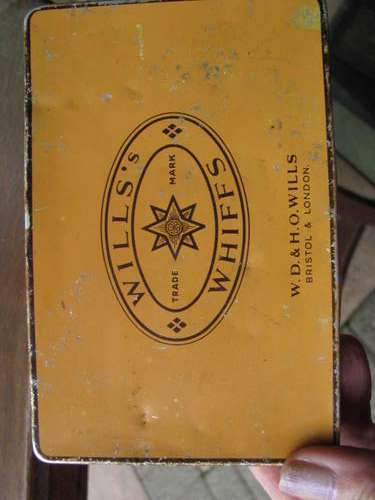 WILLS's
TRADE MARK
WHIFFS
W.D.&H.O.WILLS
BRISTOL & LONDON.